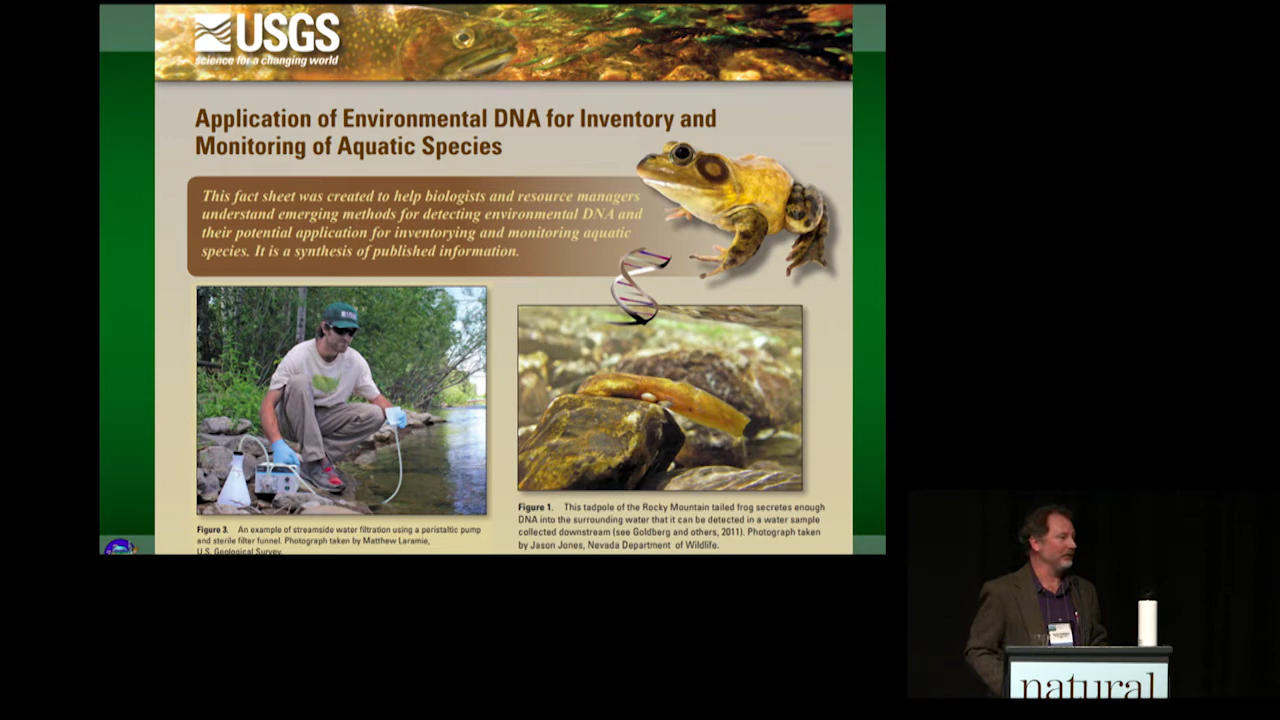 USGS
science for a changing world
Application of Environmental DNA for Inventory and
Monitoring of Aquatic Species
This fact sheet was created to help biologists and resource managers
understand emerging methods for detecting environmental DNA and
their potential application for inventorying and monitoring aquatic
species. It is a synthesis of published information.
Figure 3. An example of streamside water filtration using a peristaltic pump
and sterile filter funnel. Photograph taken by Matthew Laramie,
U.S. Geological Survey.
Figure 1. This tadpole of the Rocky Mountain tailed frog secretes enough
DNA into the surrounding water that it can be detected in a water sample
collected downstream (see Goldberg and others, 2011). Photograph taken
by Jason Jones, Nevada Department of Wildlife.
natural